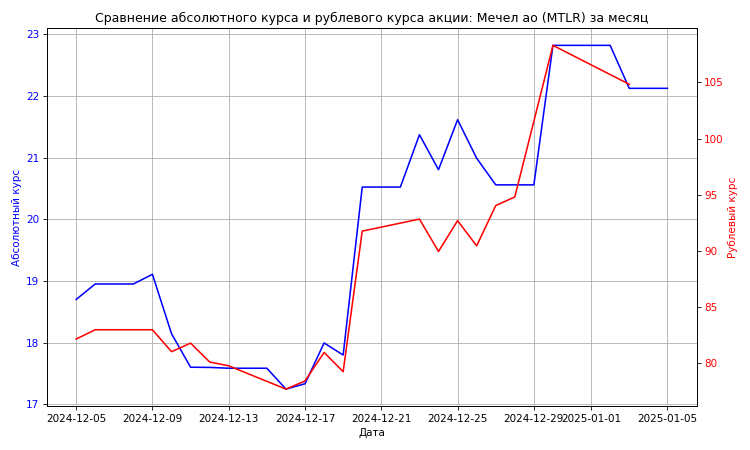 Сравнение абсолютного курса и рублевого курса акции: Мечел ао (MTLR) за месяц
Абсолютный курс
23
22
21
20
19
18
17
105
100
95
90
85
80
Рублевый курс
2024-12-05 2024-12-09 2024-12-13 2024-12-17 2024-12-21 2024-12-25 2024-12-29 2025-01-01 2025-01-05
Дата